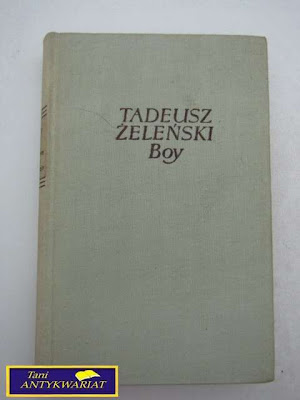 TADEUSZ
ŻELEŃSKI
Boy
Tani
ANTYKWARIAT